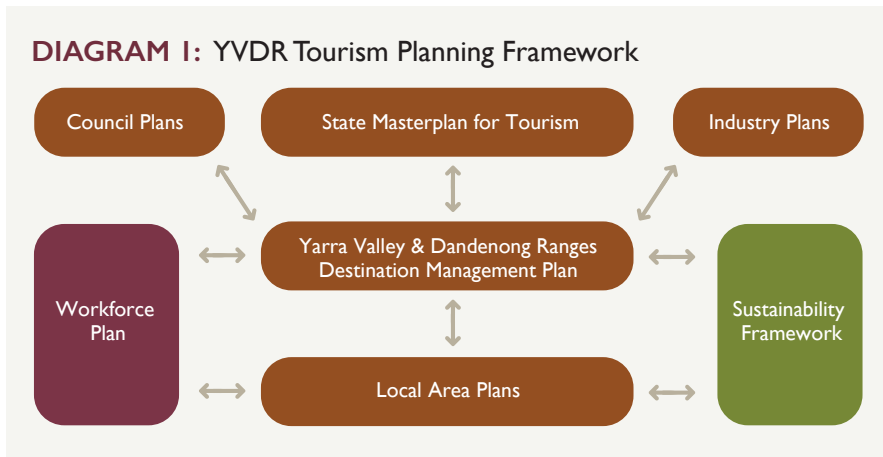 DIAGRAM 1: YVDR Tourism Planning Framework
Council Plans
State Masterplan for Tourism
Industry Plans
Yarra Valley & Dandenong Ranges
Destination Management Plan
Workforce
Plan
Sustainability
Framework
Local Area Plans